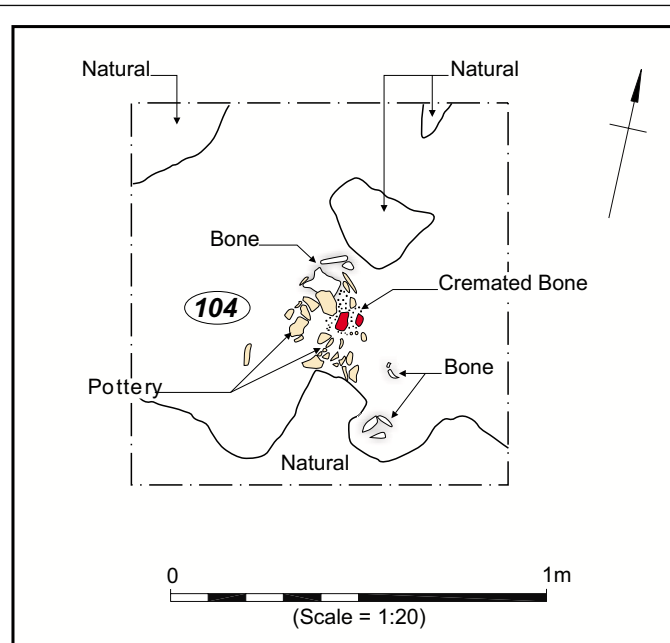 Natural
Natural
Bone
Cremated Bone
104
Bone
Pottery
Natural
0
1m
(Scale = 1:20)